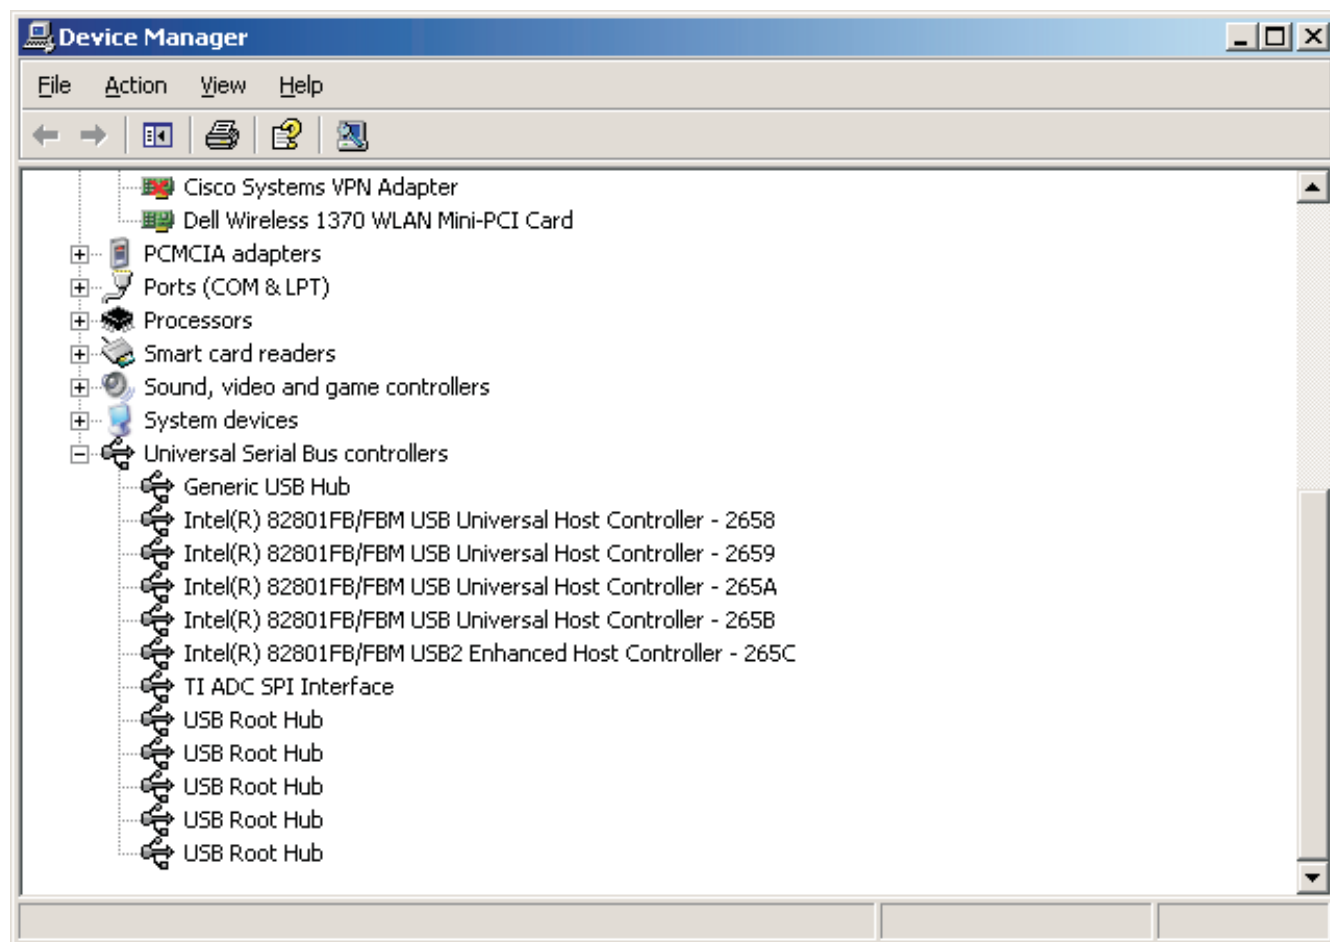 Device Manager
File Action View Help
Cisco Systems VPN Adapter
Dell Wireless 1370 WLAN Mini-PCI Card
PCMCIA adapters
Ports (COM & LPT)
Processors
Smart card readers
Sound, video and game controllers
System devices
Universal Serial Bus controllers
Generic USB Hub
Intel(R) 82801FB/FBM USB Universal Host Controller - 2658
Intel(R) 82801FB/FBM USB Universal Host Controller - 2659
Intel(R) 82801FB/FBM USB Universal Host Controller - 265A
Intel(R) 82801FB/FBM USB Universal Host Controller - 265B
Intel(R) 82801FB/FBM USB2 Enhanced Host Controller - 265C
TI ADC SPI Interface
USB Root Hub
USB Root Hub
USB Root Hub
USB Root Hub
USB Root Hub